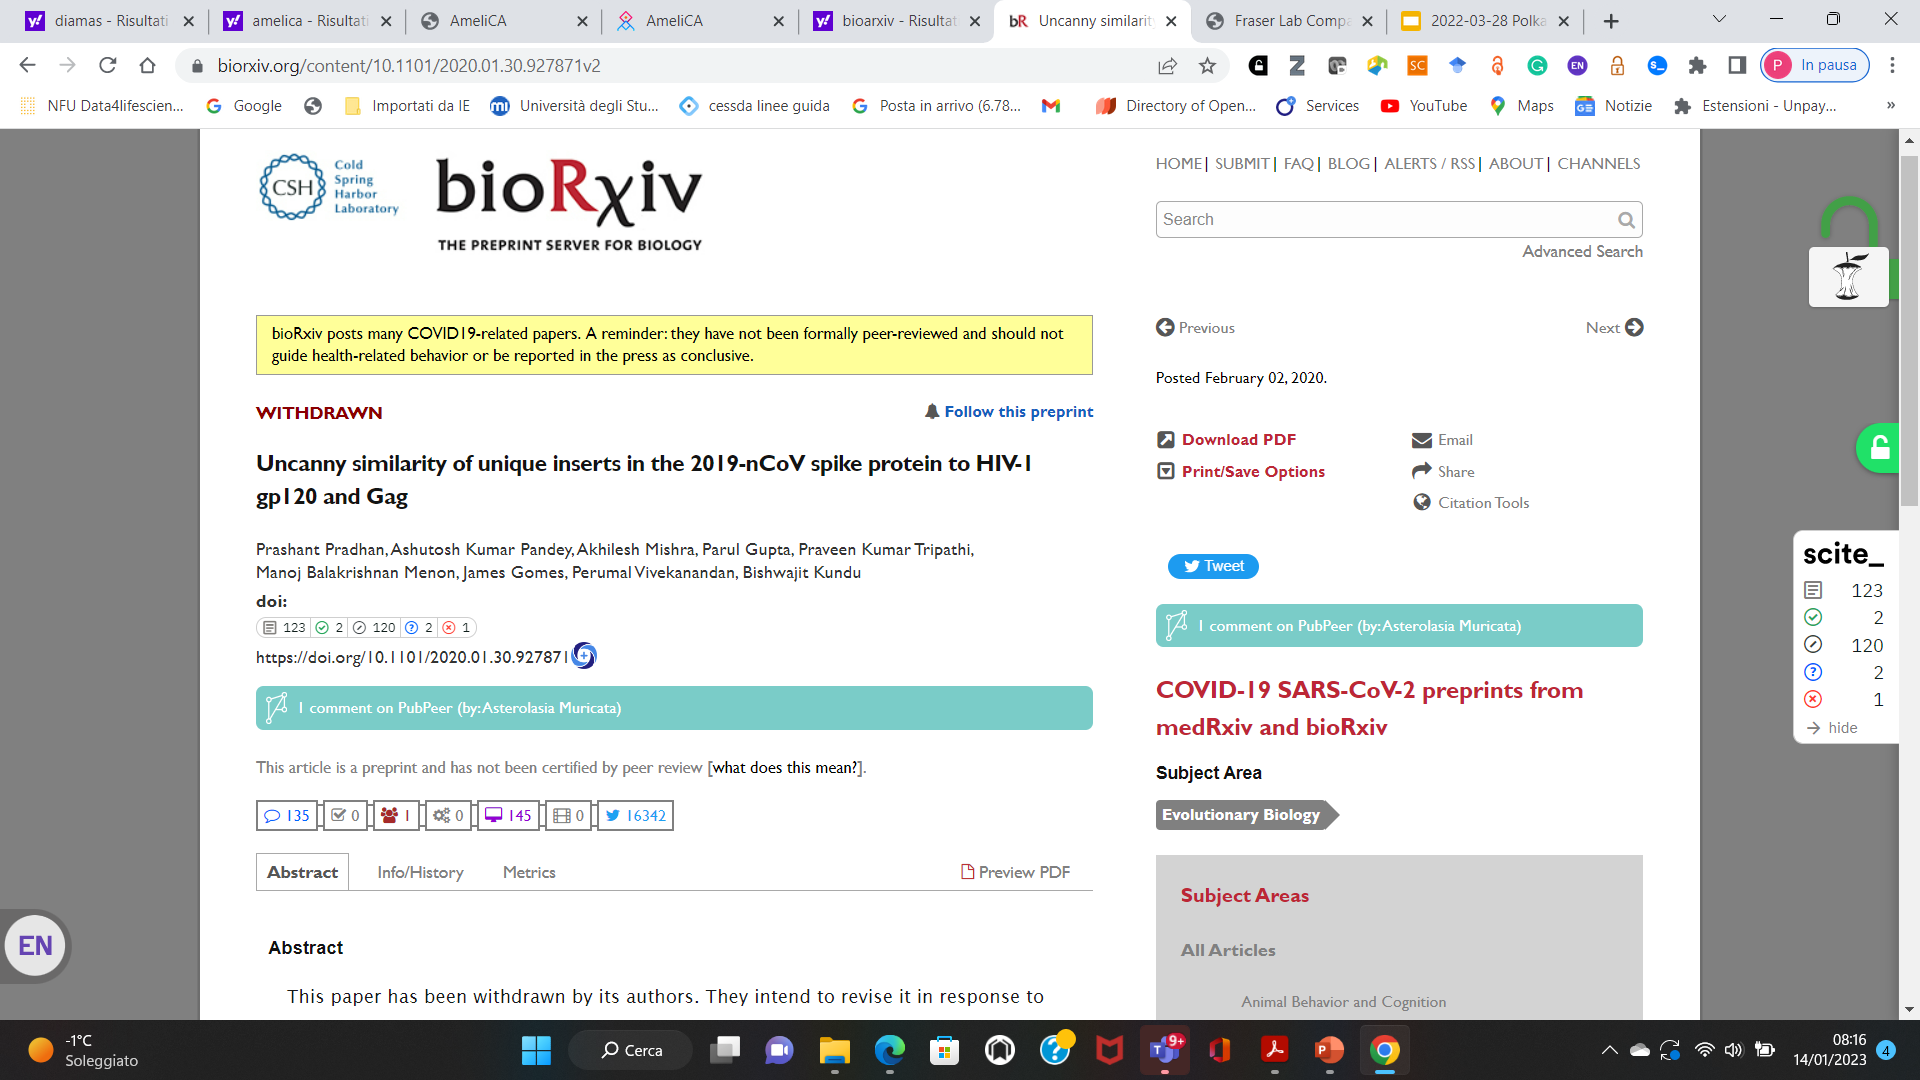 diamas - Risultati
amelica - Risultati
AmeliCA
AmeliCA
bioarxiv - Risultat
bR Uncanny similarit
Fraser Lab Compa
2022-03-28 Polka
biorxiv.org/content/10.1101/2020.01.30.927871v2
SC
EN
P In pausa
NFU Data4lifescien...
Google
Importati da IE
Università degli Stu...
cessda linee guida
Posta in arrivo (6.78...
Directory of Open...
Services
YouTube
Maps
Notizie
Estensioni - Unpay...
»
CSH Cold
Spring
Harbor
Laboratory
bioRχiv
THE PREPRINT SERVER FOR BIOLOGY
HOME | SUBMIT | FAQ | BLOG | ALERTS / RSS | ABOUT | CHANNELS
Search
Advanced Search
bioRxiv posts many COVID19-related papers. A reminder: they have not been formally peer-reviewed and should not
guide health-related behavior or be reported in the press as conclusive.
WITHDRAWN
Follow this preprint
Uncanny similarity of unique inserts in the 2019-nCoV spike protein to HIV-1
gp120 and Gag
Prashant Pradhan, Ashutosh Kumar Pandey, Akhilesh Mishra, Parul Gupta, Praveen Kumar Tripathi,
Manoj Balakrishnan Menon, James Gomes, Perumal Vivekanandan, Bishwajit Kundu
doi:
123 2 120 2 1
https://doi.org/10.1101/2020.01.30.927871
1 comment on PubPeer (by: Asterolasia Muricata)
This article is a preprint and has not been certified by peer review [what does this mean?].
135 0 1 0 145 0 16342
Abstract
Info/History
Metrics
Preview PDF
Abstract
This paper has been withdrawn by its authors. They intend to revise it in response to
Previous
Next
Posted February 02, 2020.
Download PDF
Email
Print/Save Options
Share
Citation Tools
Tweet
1 comment on PubPeer (by: Asterolasia Muricata)
COVID-19 SARS-CoV-2 preprints from
medRxiv and bioRxiv
Subject Area
Evolutionary Biology
Subject Areas
All Articles
Animal Behavior and Cognition
scite_
123
2
120
2
1
hide
EN
-1°C
Soleggiato
Cerca
9+
08:16
14/01/2023
4